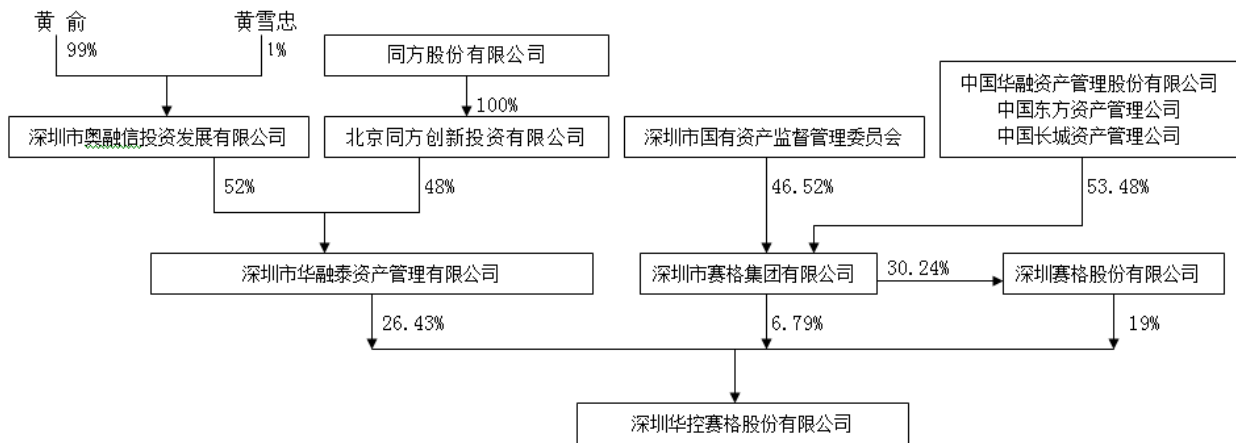 黄 俞
黄雪忠
99%
1%
同方股份有限公司
中国华融资产管理股份有限公司
中国东方资产管理公司
中国长城资产管理公司
100%
深圳市奥融信投资发展有限公司
北京同方创新投资有限公司
深圳市国有资产监督管理委员会
52%
48%
46.52%
53.48%
深圳市华融泰资产管理有限公司
深圳市赛格集团有限公司
30.24%
深圳赛格股份有限公司
26.43%
6.79%
19%
深圳华控赛格股份有限公司